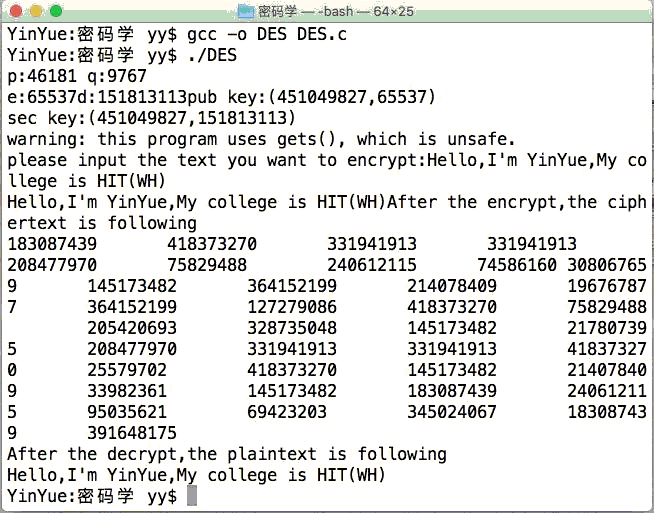 密码学 — -bash — 64×25
YinYue:密码学 yy$ gcc -o DES DES.c
YinYue:密码学 yy$ ./DES
p:46181 q:9767
e:65537d:151813113pub key:(451049827,65537)
sec key:(451049827,151813113)
warning: this program uses gets(), which is unsafe.
please input the text you want to encrypt:Hello,I'm YinYue,My co
llege is HIT(WH)
Hello,I'm YinYue,My college is HIT(WH)After the encrypt,the ciph
ertext is following
183087439 418373270 331941913 331941913
208477970 75829488 240612115 74586160 30806765
9 145173482 364152199 214078409 19676787
7 364152199 127279086 418373270 75829488
205420693 328735048 145173482 21780739
5 208477970 331941913 331941913 41837327
0 25579702 418373270 145173482 21407840
9 33982361 145173482 183087439 24061211
5 95035621 69423203 345024067 18308743
9 391648175
After the decrypt,the plaintext is following
Hello,I'm YinYue,My college is HIT(WH)
YinYue:密码学 yy$